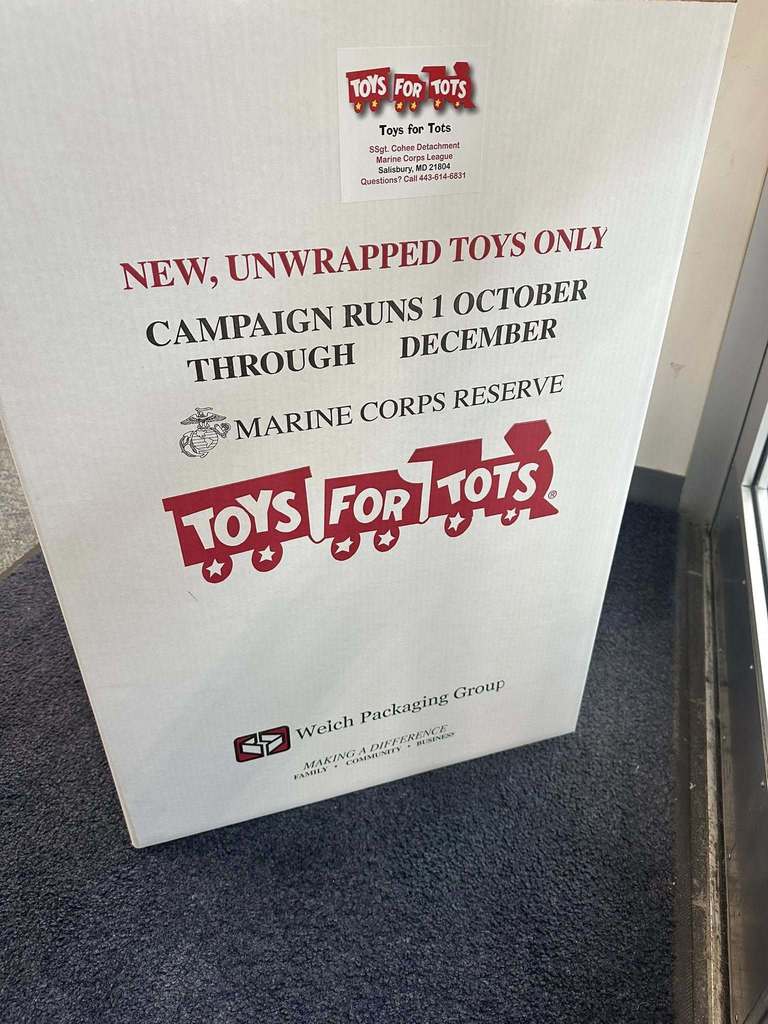 TOYS FOR TOTS
Toys for Tots
SSgt. Cohee Detachment
Marine Corps League
Salisbury, MD 21804
Questions? Call 443-614-6831
NEW, UNWRAPPED TOYS ONLY
CAMPAIGN RUNS 1 OCTOBER
THROUGH DECEMBER
MARINE CORPS RESERVE
TOYS FOR TOTS®
Weich Packaging Group
MAKING A DIFFERENCE
FAMILY • COMMUNITY • BUSINESS